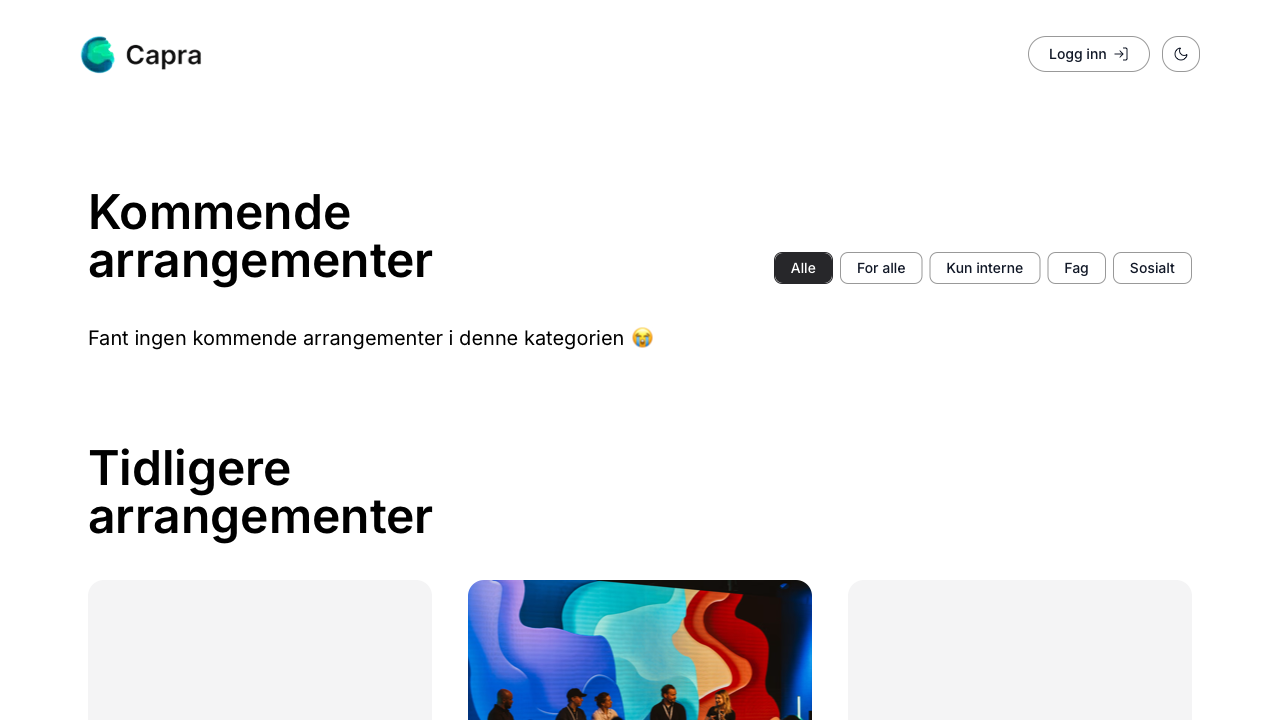 Capra
Logg inn
Kommende
arrangementer
Alle
For alle
Kun interne
Fag
Sosialt
Fant ingen kommende arrangementer i denne kategorien 😭
Tidligere
arrangementer